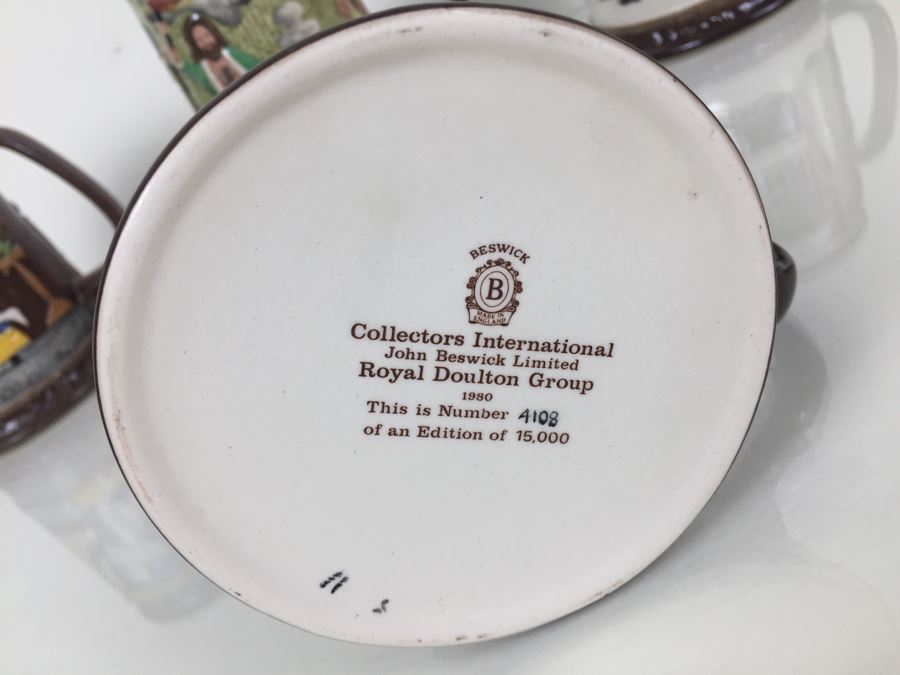 BESWICK
B
MADE IN
ENGLAND
Collectors International
John Beswick Limited
Royal Doulton Group
1980
This is Number 4108
of an Edition of 15,000